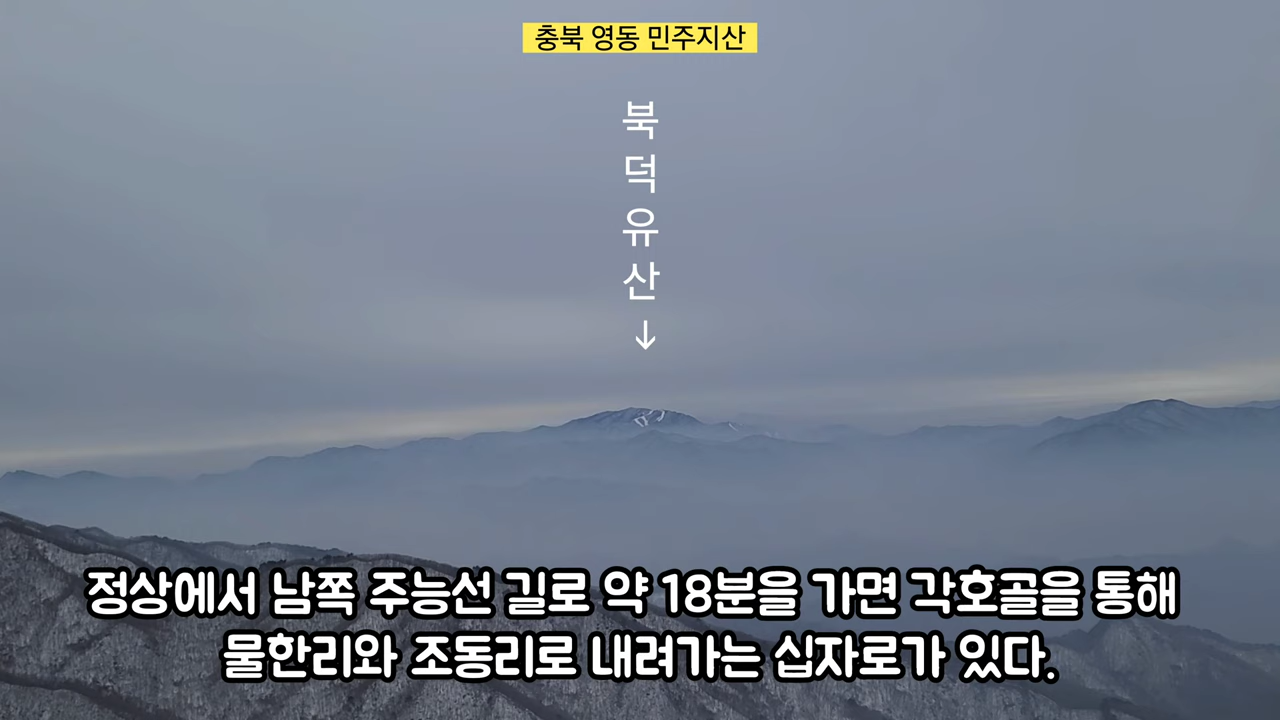 충북 영동 민주지산
북덕유산↓
정상에서 남쪽 주능선 길로 약 18분을 가면 각호골을 통해
물한리와 조동리로 내려가는 십자로가 있다.